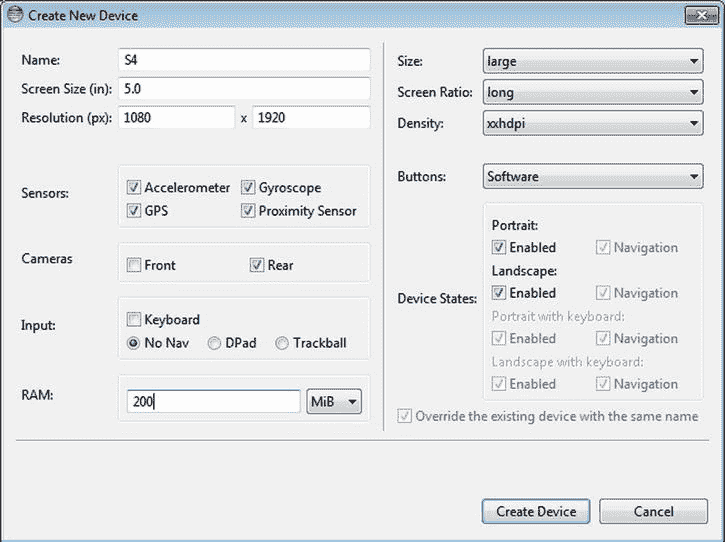 Create New Device
Name: S4
Screen Size (in): 5.0
Resolution (px): 1080 x 1920
Sensors:
Accelerometer Gyroscope
GPS Proximity Sensor
Cameras
Front Rear
Input:
Keyboard
No Nav DPad Trackball
RAM:
200 MiB
Size: large
Screen Ratio: long
Density: xxhdpi
Buttons: Software
Device States:
Portrait:
Enabled Navigation
Landscape:
Enabled Navigation
Portrait with keyboard:
Enabled Navigation
Landscape with keyboard:
Enabled Navigation
Override the existing device with the same name
Create Device Cancel